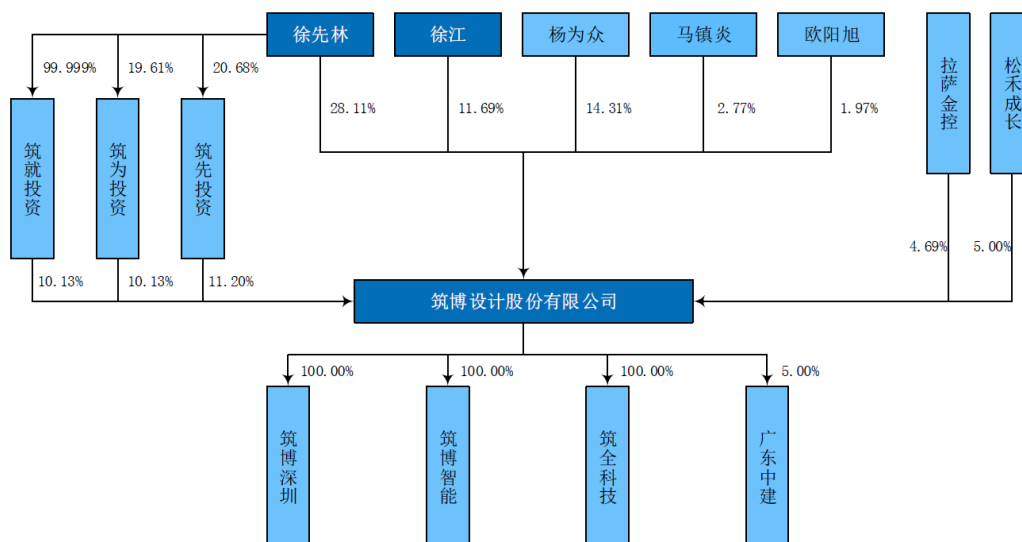 徐先林
徐江
杨为众
马镇炎
欧阳旭
拉萨金控
松禾成长
99.999%
19.61%
20.68%
28.11%
11.69%
14.31%
2.77%
1.97%
筑就投资
筑为投资
筑先投资
4.69%
5.00%
10.13%
10.13%
11.20%
筑博设计股份有限公司
100.00%
100.00%
100.00%
5.00%
筑博深圳
筑博智能
筑全科技
广东中建